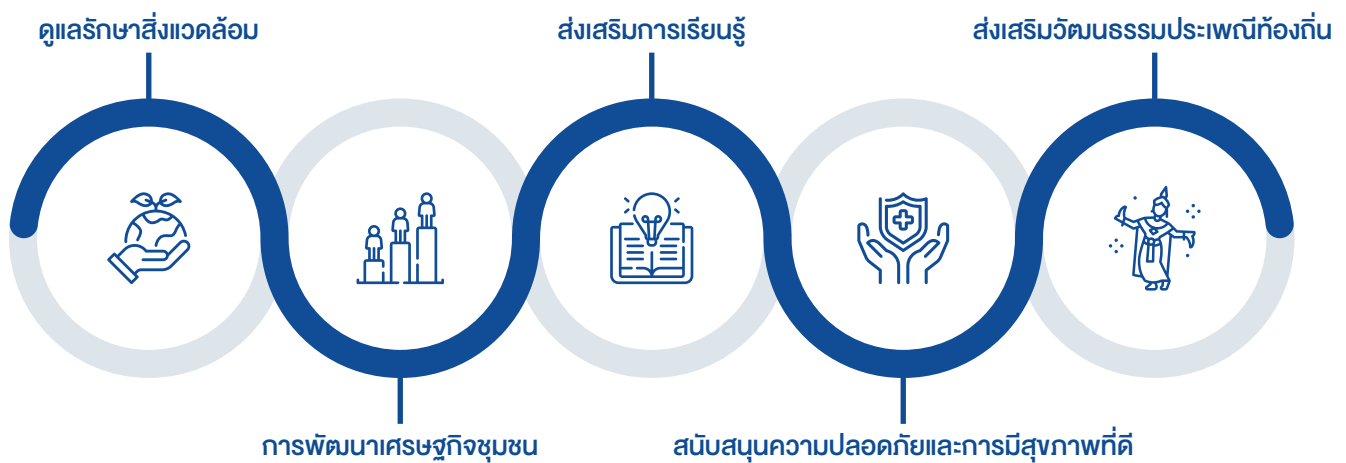 ดูแลรักษาสิ่งแวดล้อม
ส่งเสริมการเรียนรู้
ส่งเสริมวัฒนธรรมประเพณีท้องถิ่น
การพัฒนาเศรษฐกิจชุมชน
สนับสนุนความปลอดภัยและการมีสุขภาพที่ดี